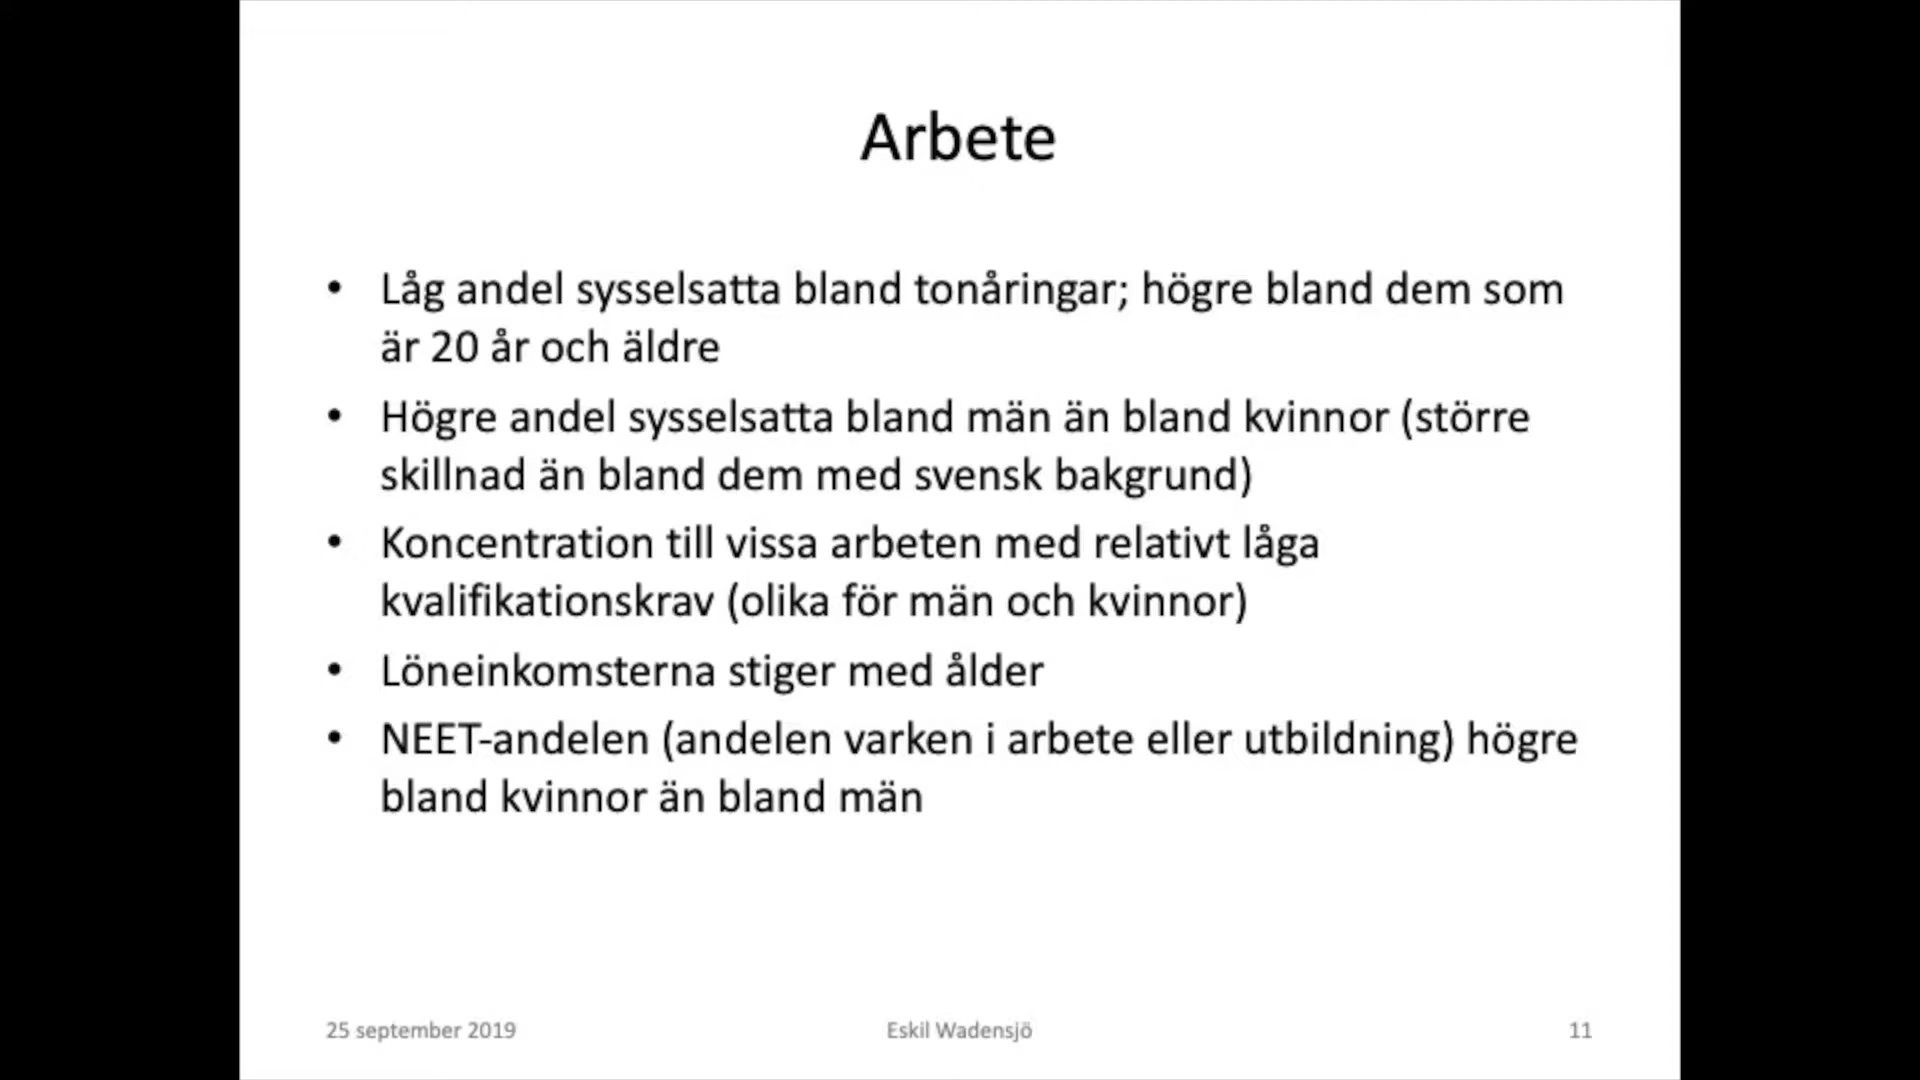 Arbete
• Låg andel sysselsatta bland tonåringar; högre bland dem som
är 20 år och äldre
• Högre andel sysselsatta bland män än bland kvinnor (större
skillnad än bland dem med svensk bakgrund)
• Koncentration till vissa arbeten med relativt låga
kvalifikationskrav (olika för män och kvinnor)
• Löneinkomsterna stiger med ålder
• NEET-andelen (andelen varken i arbete eller utbildning) högre
bland kvinnor än bland män
25 september 2019
Eskil Wadensjö
11